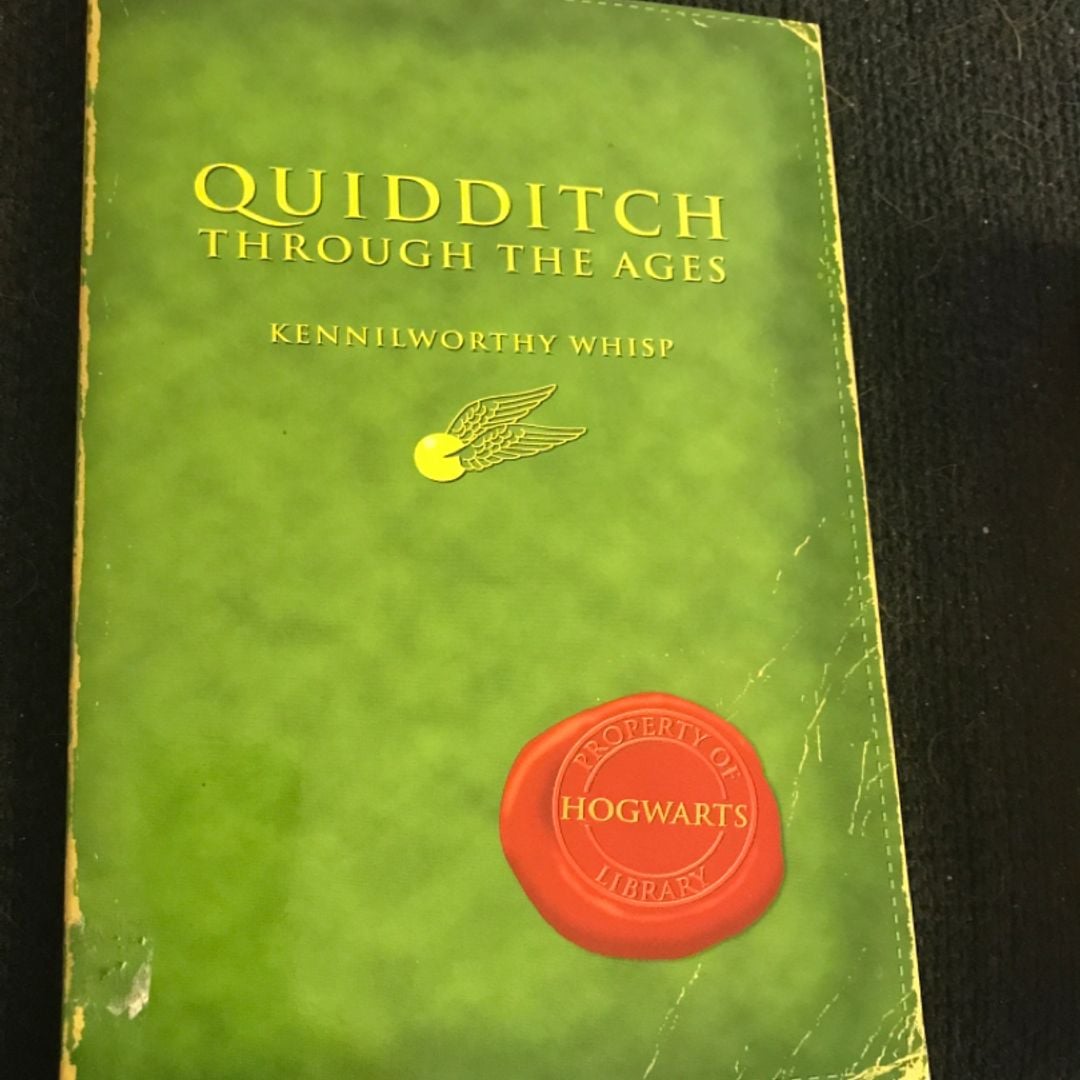 QUIDDITCH
THROUGH THE AGES
KENNILWORTHY WHISP
PROPERTY OF
HOGWARTS
LIBRARY